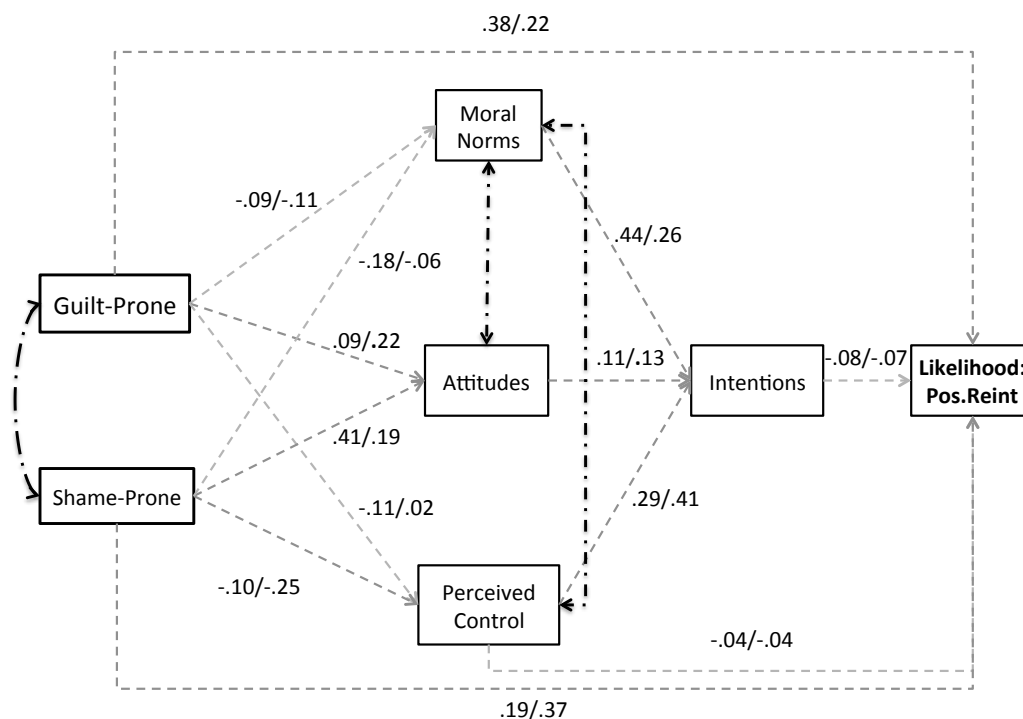 .38/.22
Moral
Norms
-.09/-.11
.44/.26
-.18/-.06
Guilt-Prone
.09/.22
Attitudes
.11/.13
Intentions
-.08/-.07
Likelihood:
Pos.Reint
.41/.19
Shame-Prone
-.11/.02
.29/.41
-.10/-.25
Perceived
Control
-.04/-.04
.19/.37